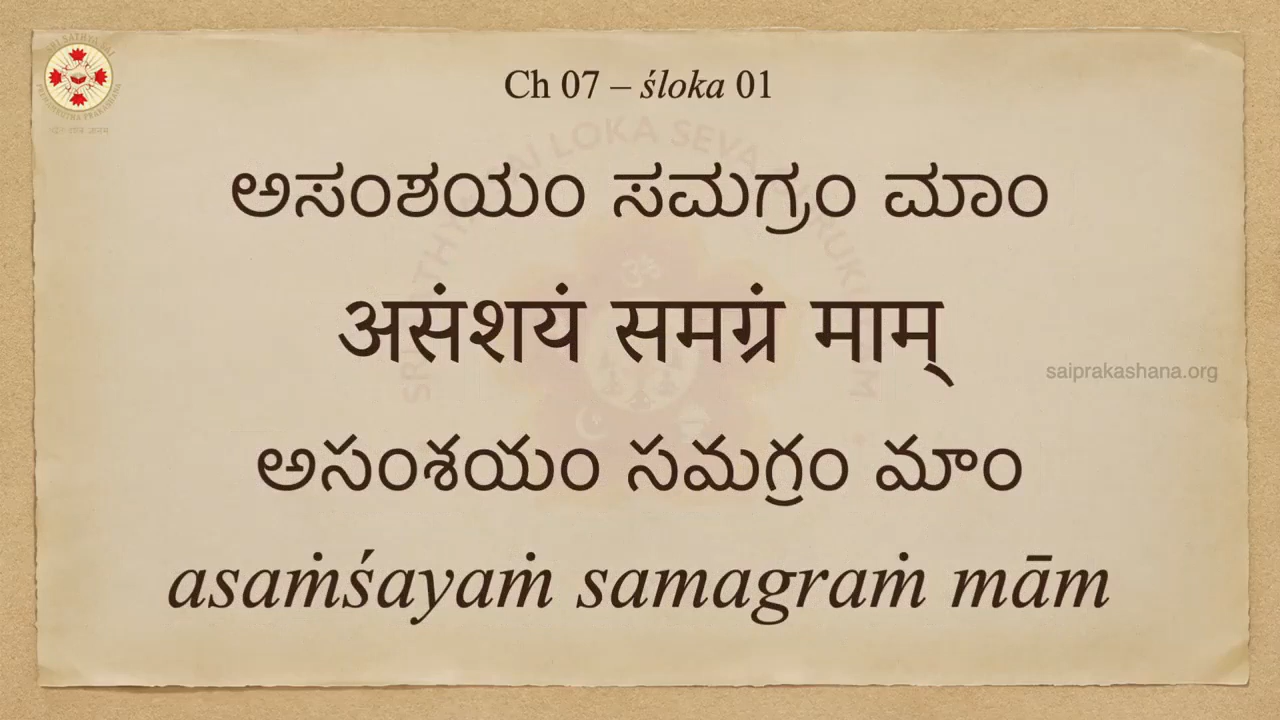 Ch 07 – śloka 01
ಅಸಂಶಯಂ ಸಮಗ್ರಂ ಮಾಂ
असंशयं समग्रं माम्
saiprakashana.org
అసంశయం సమగ్రం మాం
asaṁśayaṁ samagraṁ mām